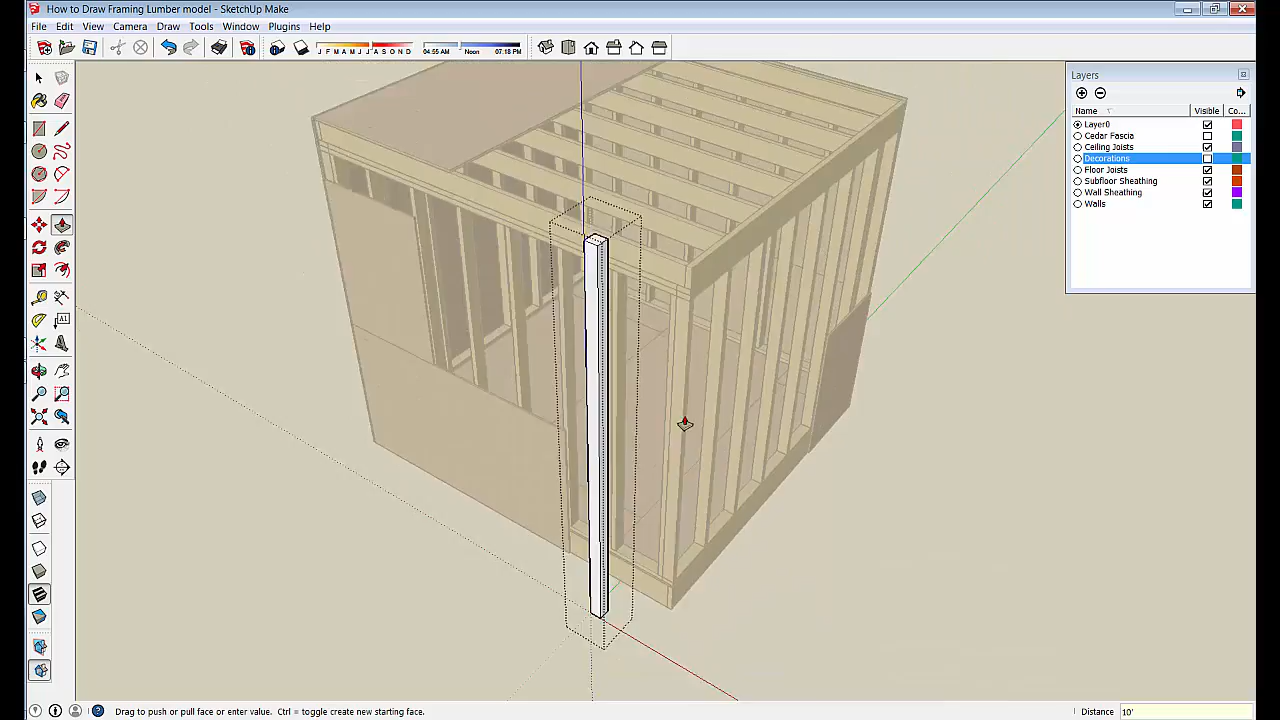 How to Draw Framing Lumber model - SketchUp Make
File Edit View Camera Draw Tools Window Plugins Help
J F M A M J J A S O N D
04:55 AM Noon 07:18 PM
Layers
Name Visible Co...
Layer0
Cedar Fascia
Ceiling Joists
Decorations
Floor Joists
Subfloor Sheathing
Wall Sheathing
Walls
A1
Drag to push or pull face or enter value. Ctrl = toggle create new starting face.
Distance 10'